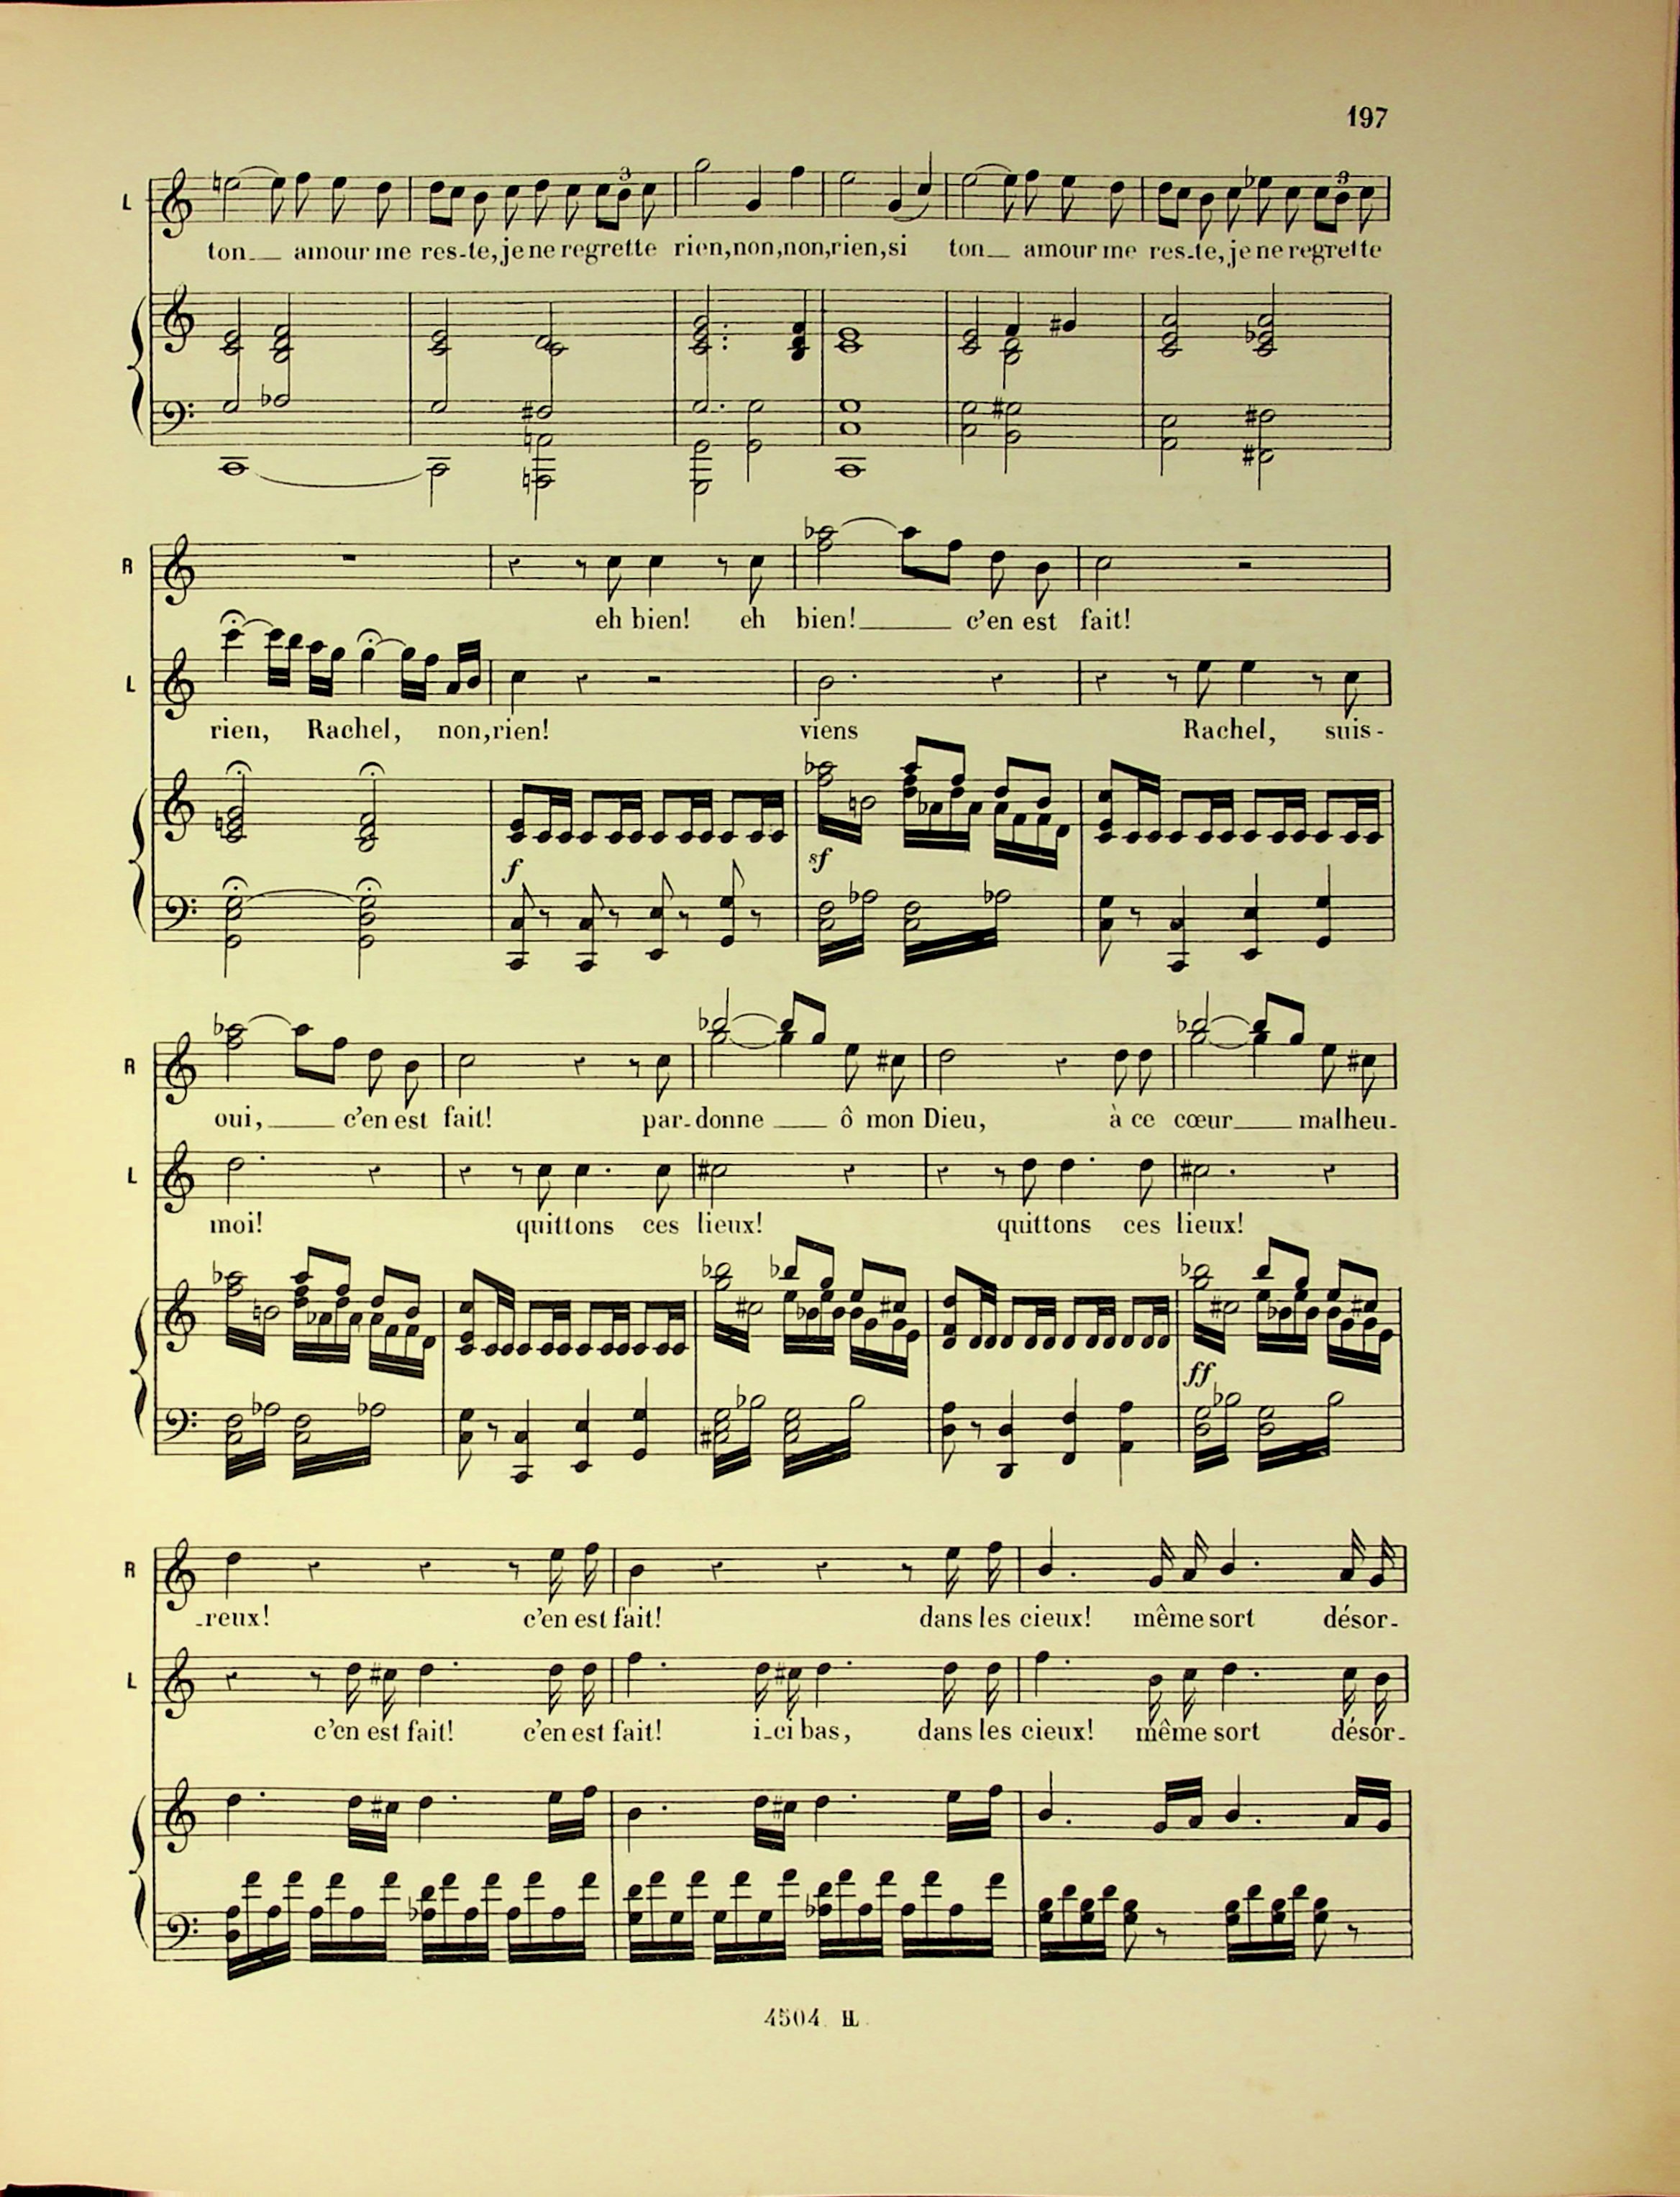 197
L
3
3
ton__ amour me res-te, je ne regrette rien, non, non, rien, si ton__ amour me res-te, je ne regrette
R
eh bien! eh bien!____ c'en est fait!
L
rien, Rachel, non, rien! viens Rachel, suis-
f sf
R
oui,____ c'en est fait! par-donne ___ ô mon Dieu, à ce cœur___ malheu-
L
moi! quittons ces lieux! quittons ces lieux!
ff
R
-reux! c'en est fait! dans les cieux! même sort désor-
L
c'en est fait! c'en est fait! i-ci bas, dans les cieux! même sort désor-
4504. H.